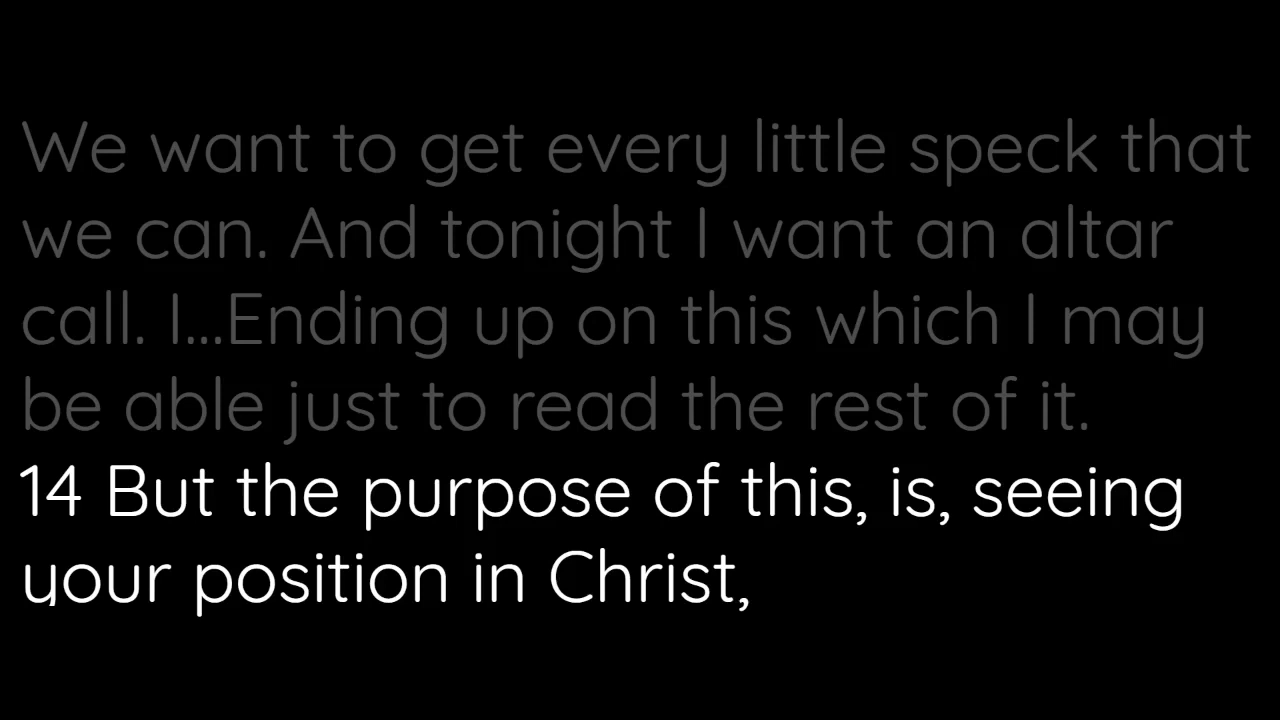 We want to get every little speck that
we can. And tonight I want an altar
call. I...Ending up on this which I may
be able just to read the rest of it.
14 But the purpose of this, is, seeing
your position in Christ,